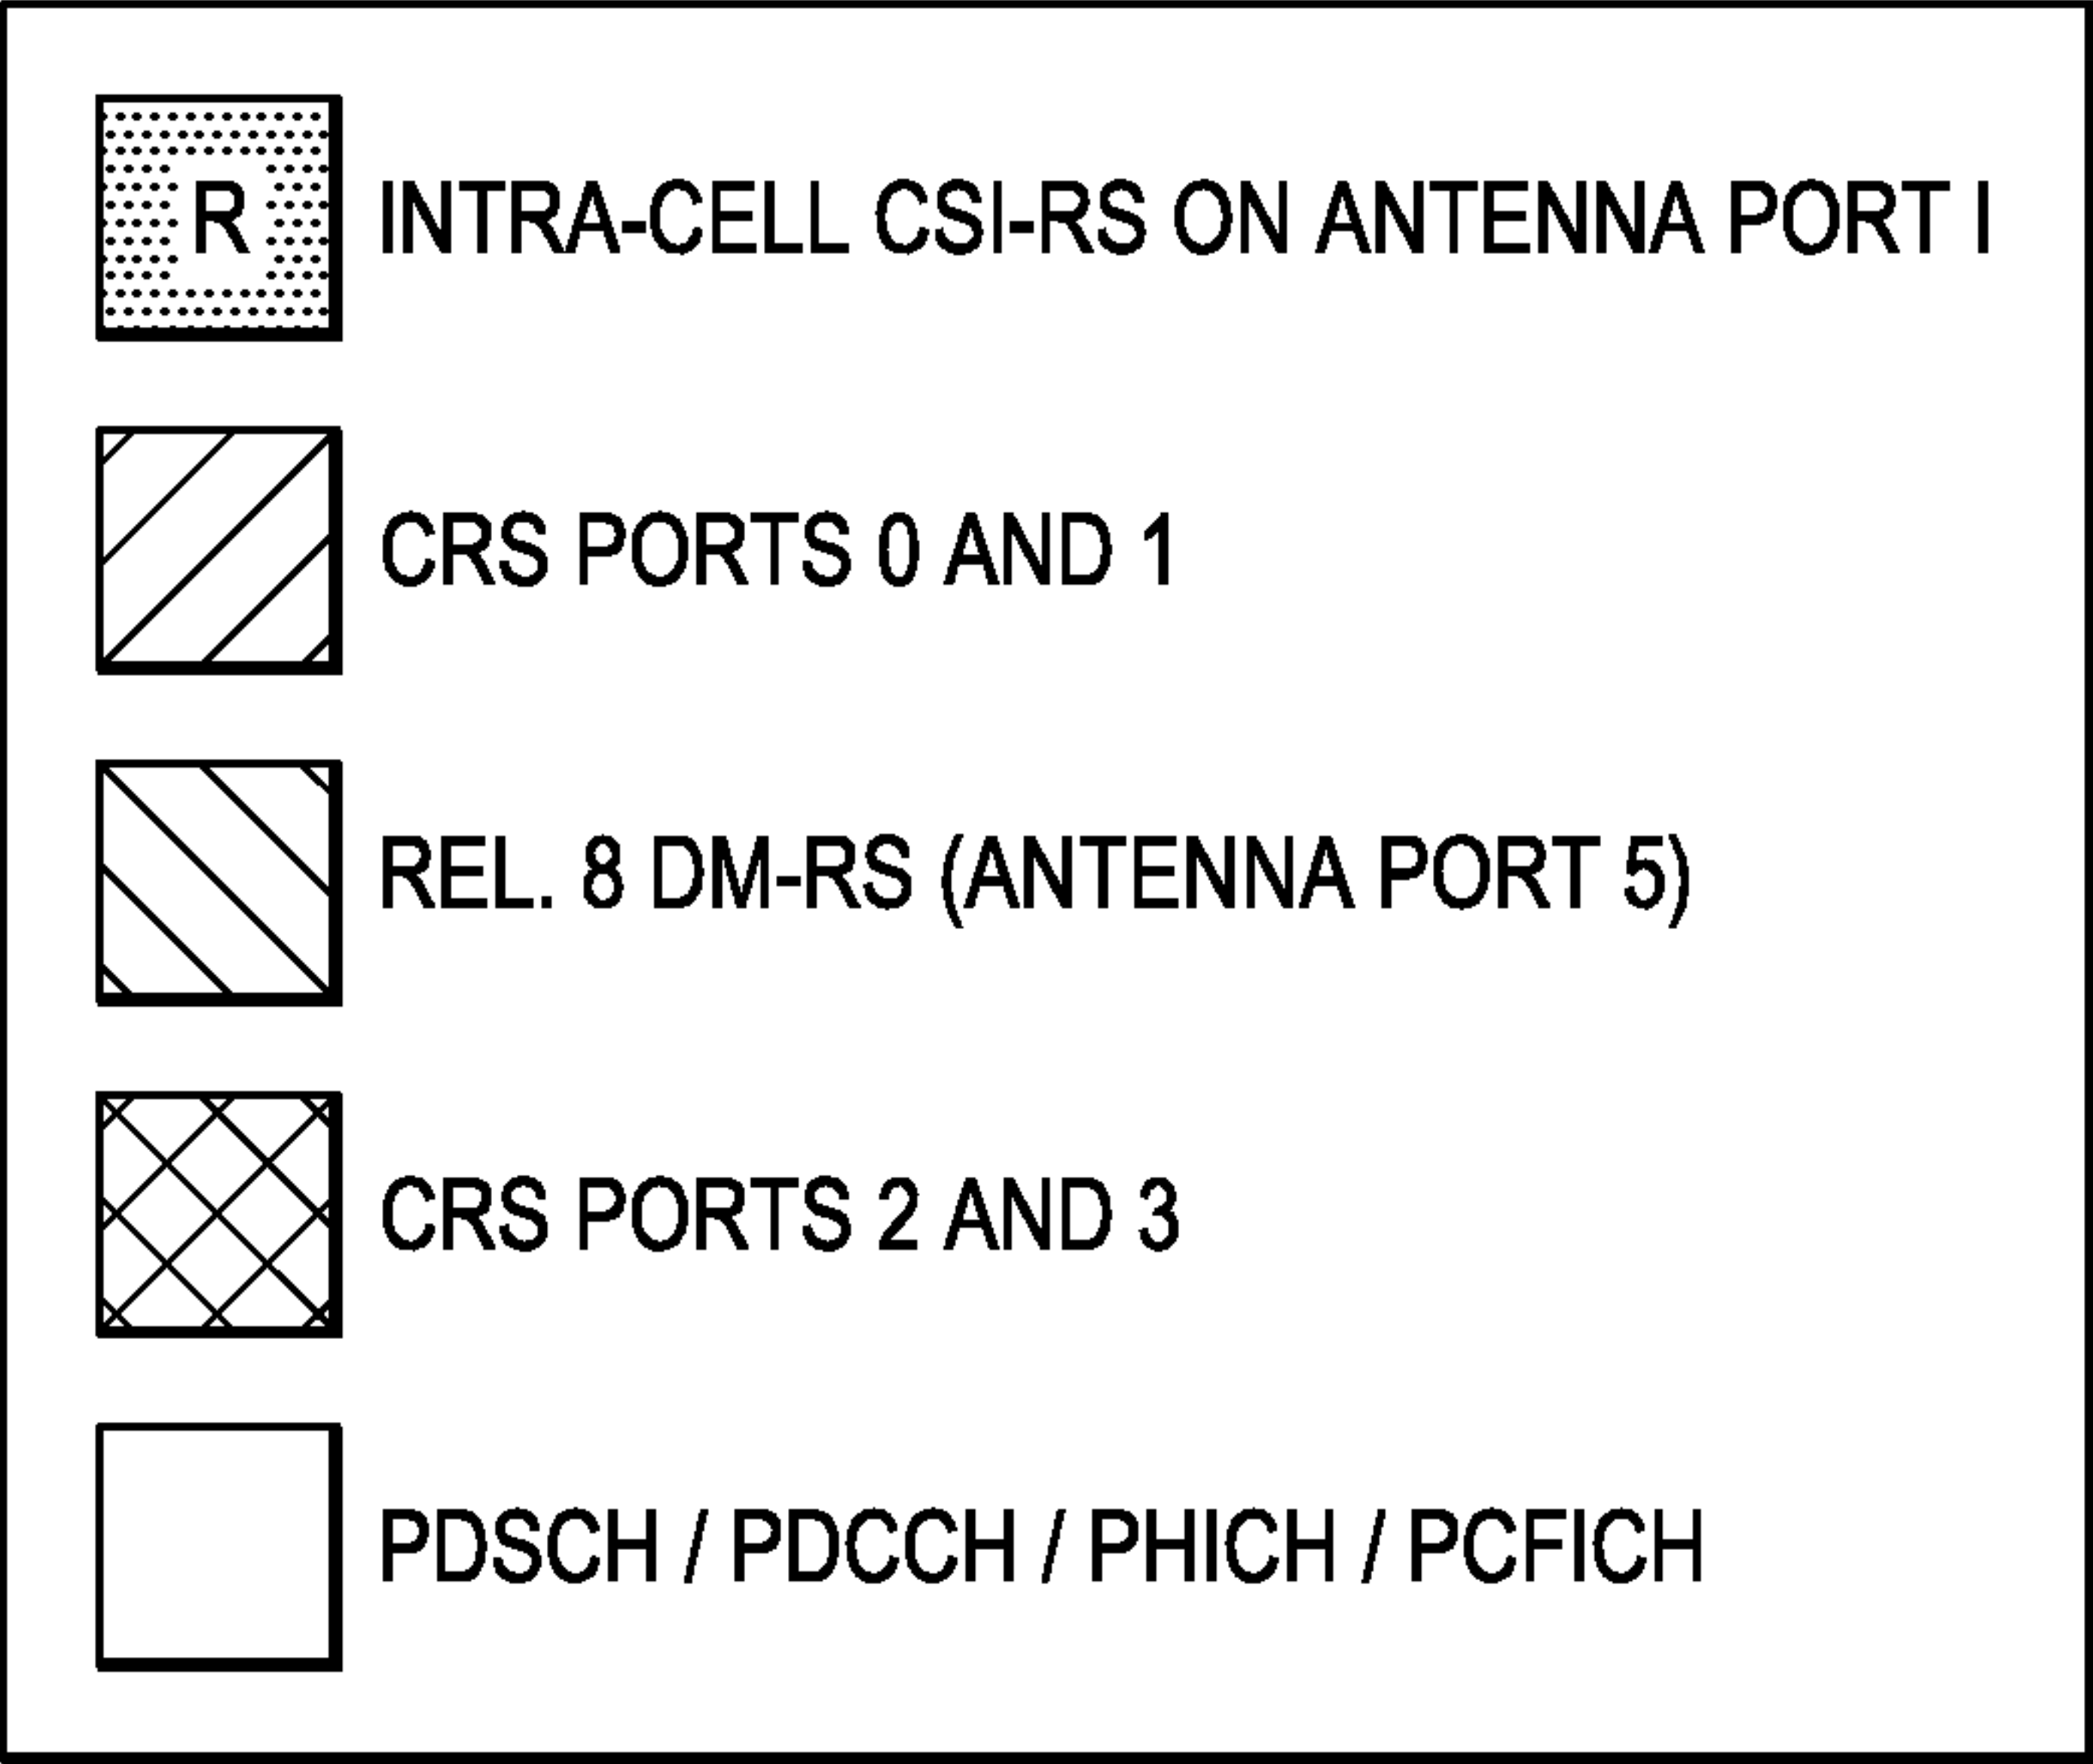 R INTRA-CELL CSI-RS ON ANTENNA PORT I
CRS PORTS 0 AND 1
REL. 8 DM-RS (ANTENNA PORT 5)
CRS PORTS 2 AND 3
PDSCH / PDCCH / PHICH / PCFICH